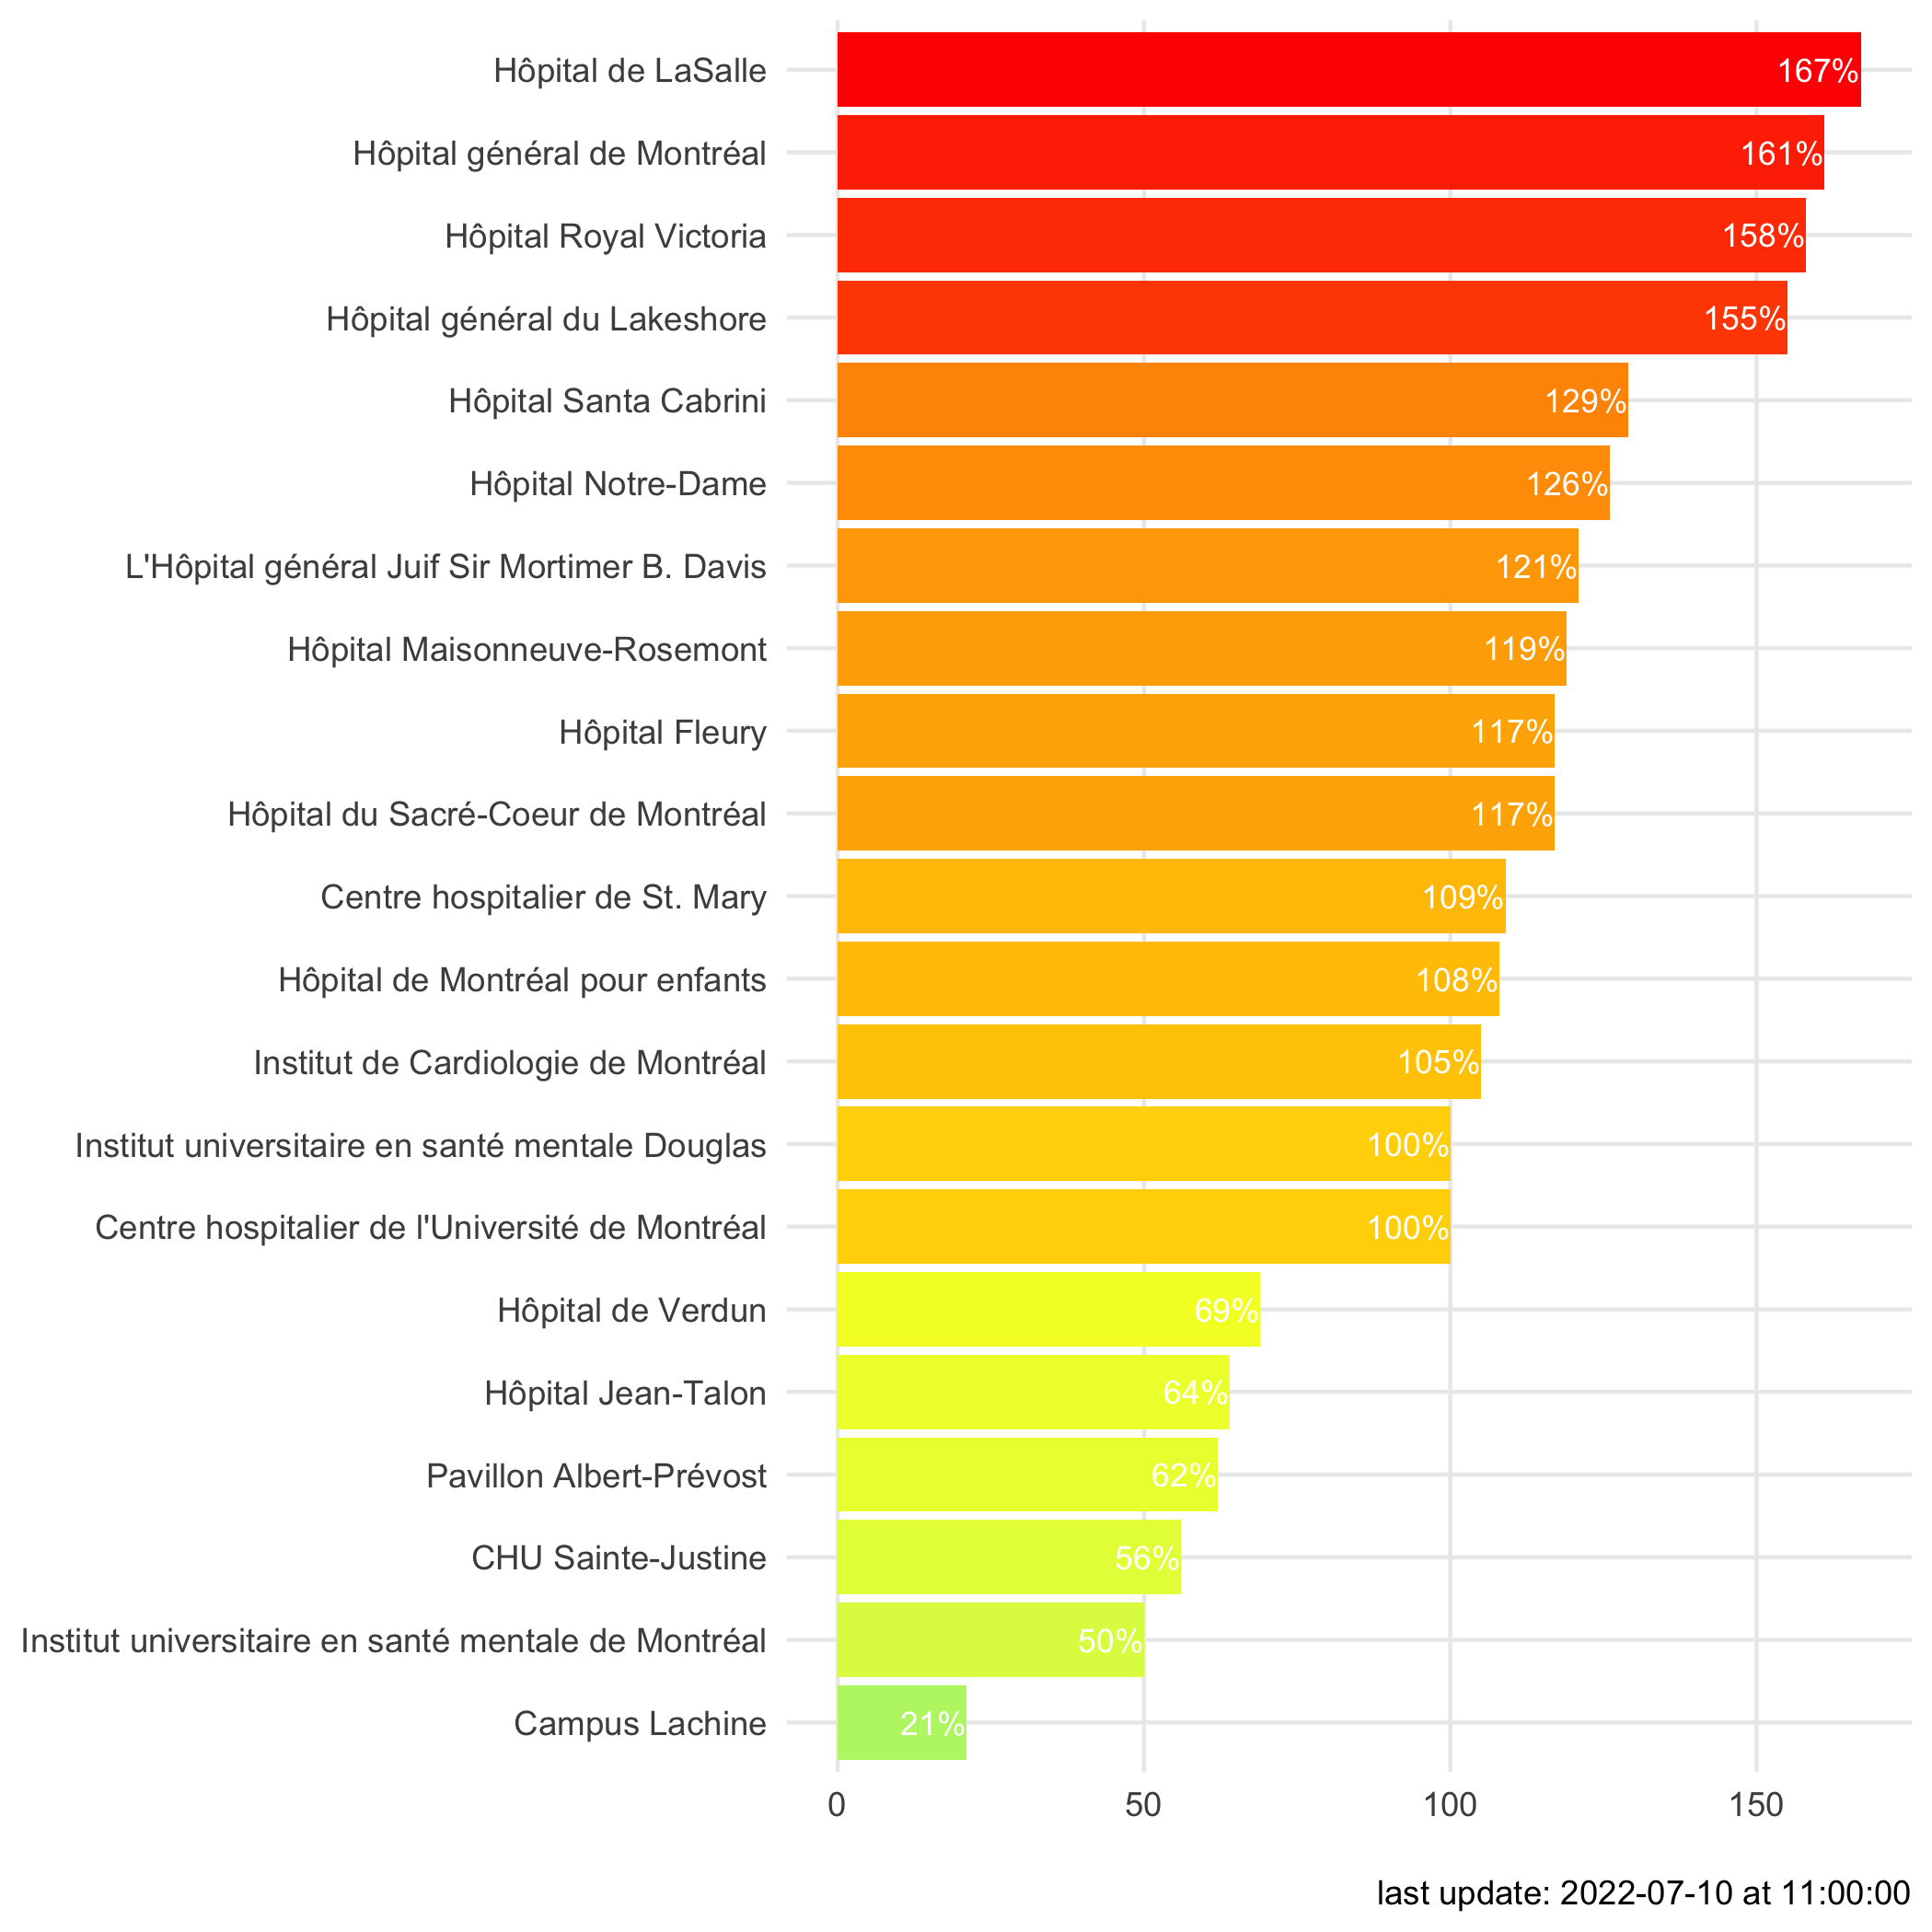 Hôpital de LaSalle 167%
Hôpital général de Montréal 161%
Hôpital Royal Victoria 158%
Hôpital général du Lakeshore 155%
Hôpital Santa Cabrini 129%
Hôpital Notre-Dame 126%
L'Hôpital général Juif Sir Mortimer B. Davis 121%
Hôpital Maisonneuve-Rosemont 119%
Hôpital Fleury 117%
Hôpital du Sacré-Coeur de Montréal 117%
Centre hospitalier de St. Mary 109%
Hôpital de Montréal pour enfants 108%
Institut de Cardiologie de Montréal 105%
Institut universitaire en santé mentale Douglas 100%
Centre hospitalier de l'Université de Montréal 100%
Hôpital de Verdun 69%
Hôpital Jean-Talon 64%
Pavillon Albert-Prévost 62%
CHU Sainte-Justine 56%
Institut universitaire en santé mentale de Montréal 50%
Campus Lachine 21%
0 50 100 150
last update: 2022-07-10 at 11:00:00